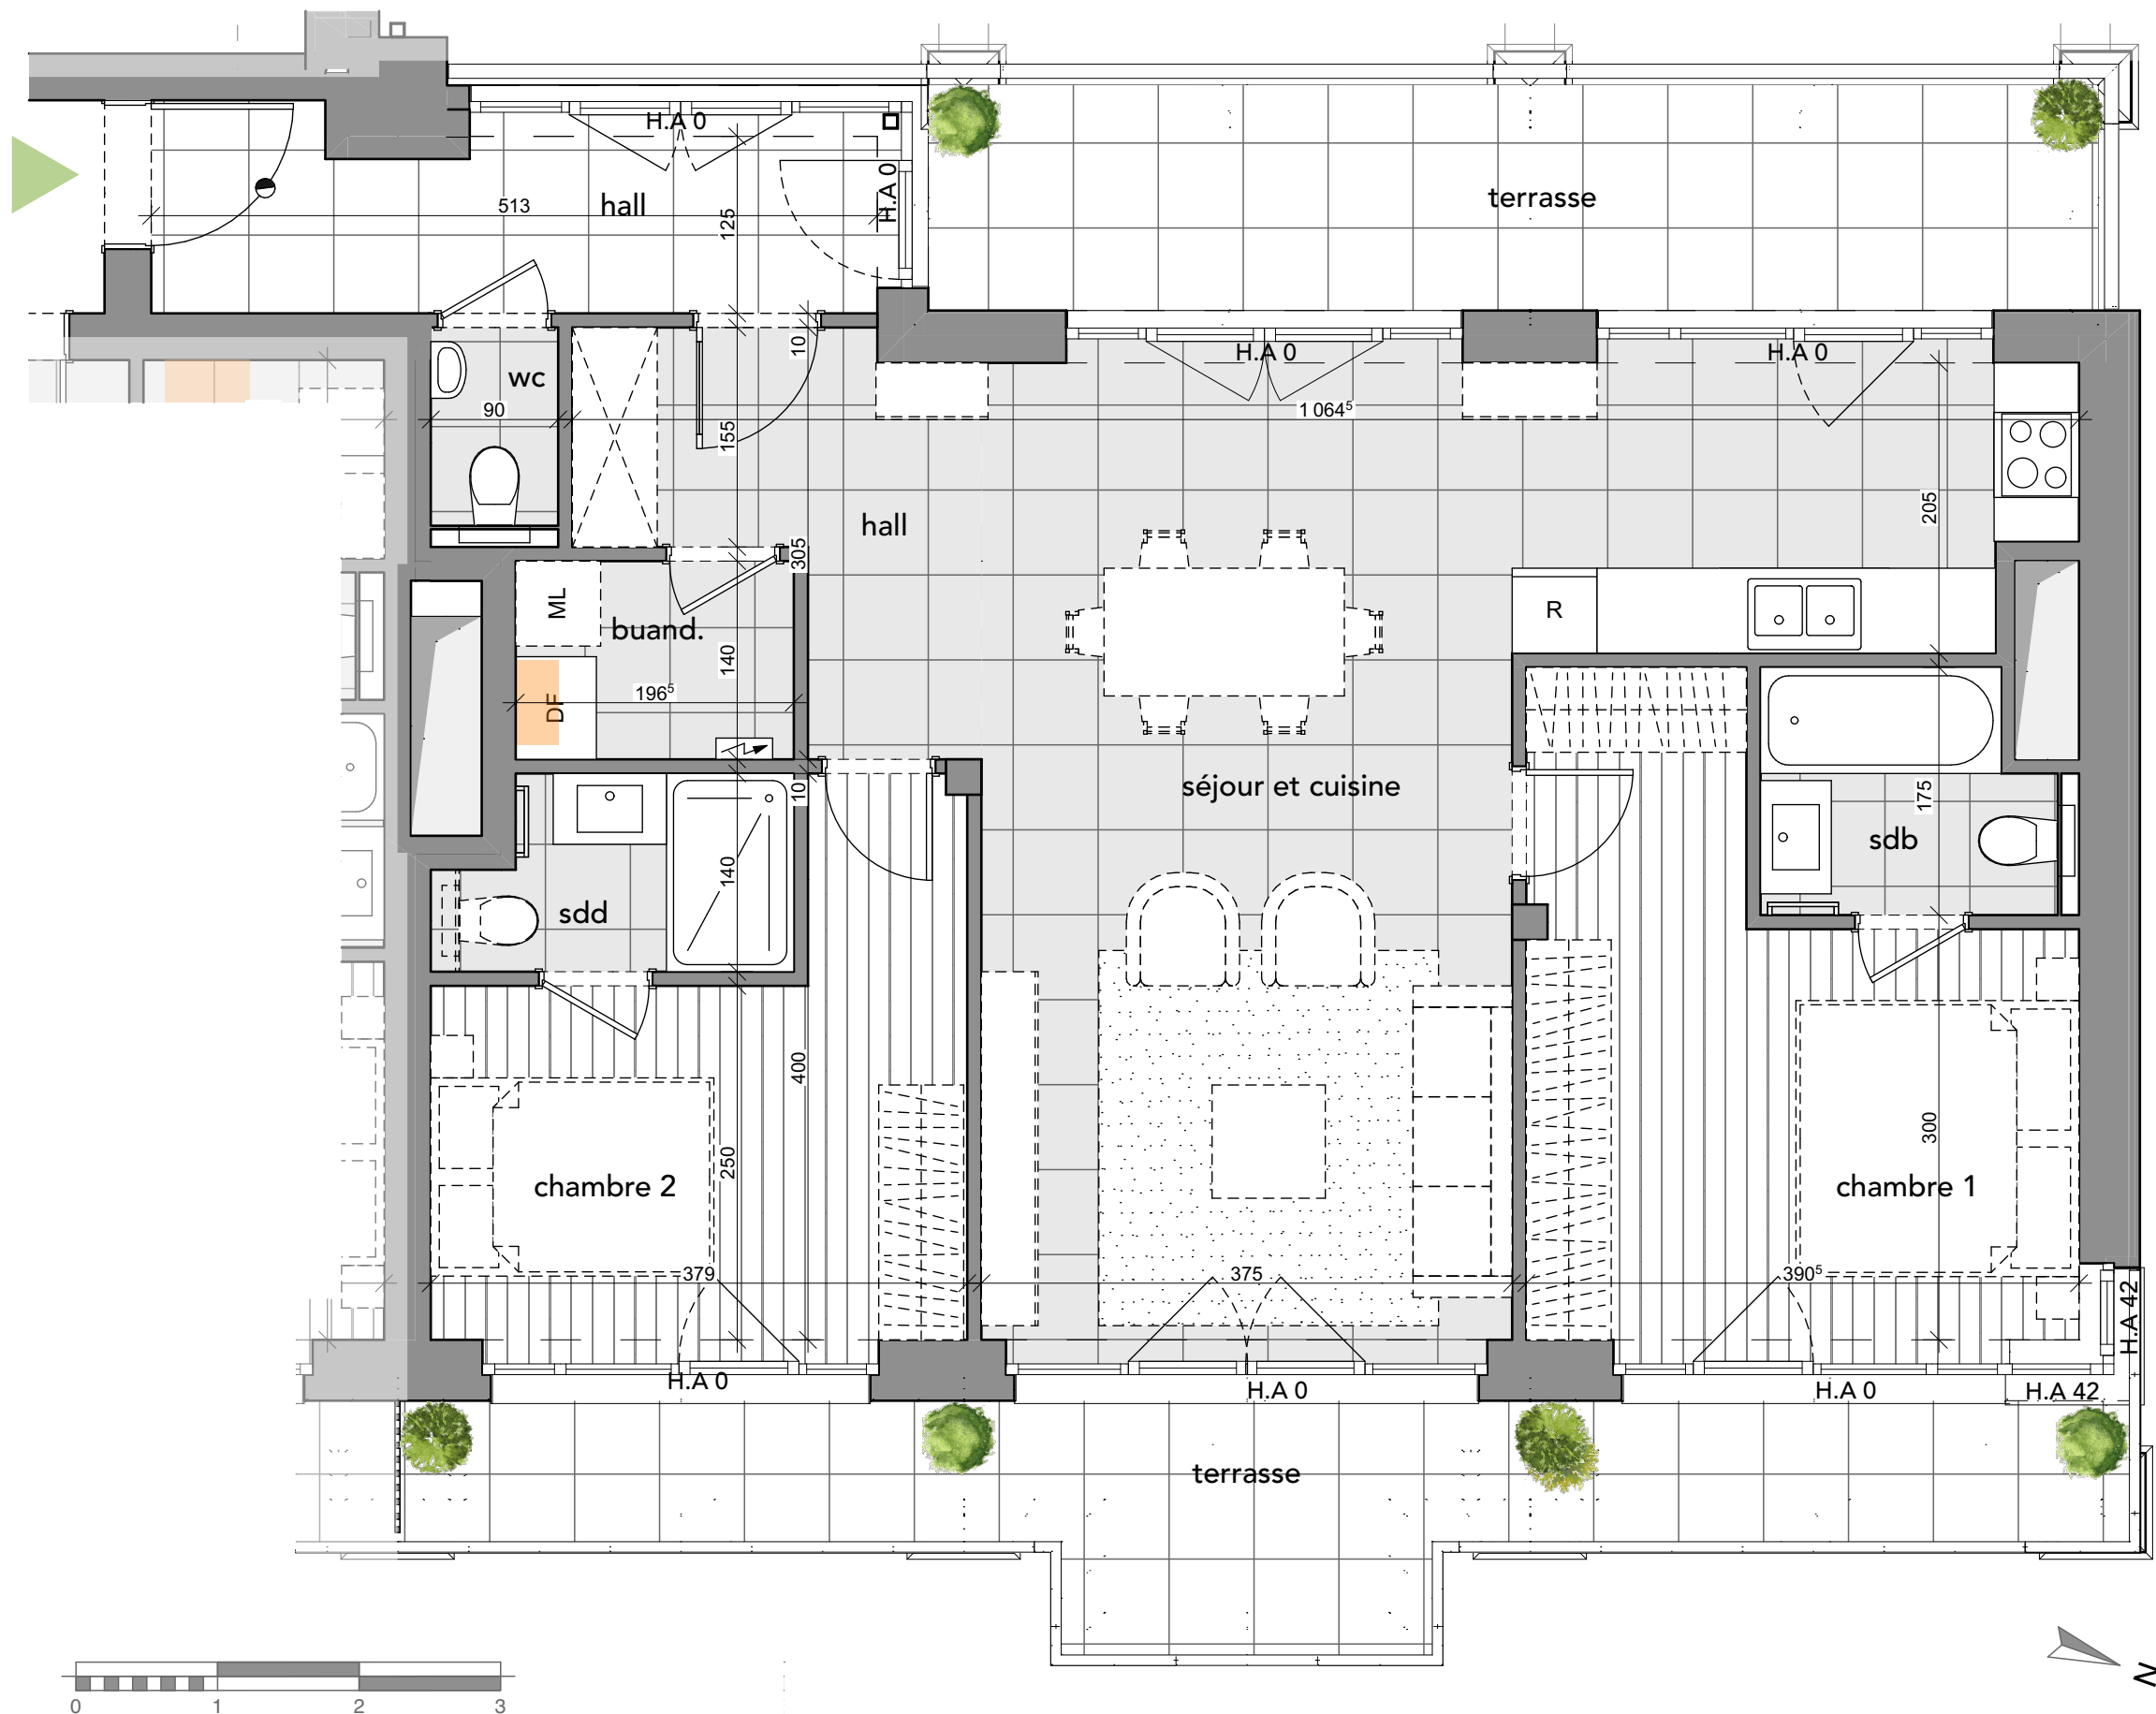 H.A 0
H.A 0
hall
513
125
terrasse
H.A 0
H.A 0
10
wc
90
1 064⁵
155
205
hall
305
ML
buand.
140
R
DF
196⁵
séjour et cuisine
10
175
sdb
140
sdd
400
250
300
chambre 2
chambre 1
379
375
390⁵
H.A 42
H.A 0
H.A 0
H.A 0
H.A 42
terrasse
N
0 1 2 3